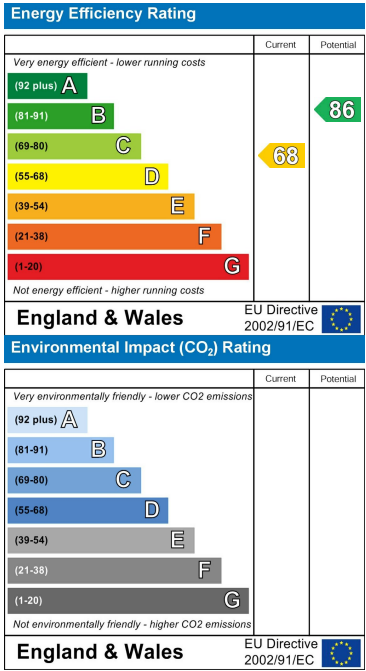 Energy Efficiency Rating
Current Potential
Very energy efficient - lower running costs
(92 plus) A
(81-91) B
86
(69-80) C
68
(55-68) D
(39-54) E
(21-38) F
(1-20) G
Not energy efficient - higher running costs
England & Wales
EU Directive
2002/91/EC
Environmental Impact (CO₂) Rating
Current Potential
Very environmentally friendly - lower CO2 emissions
(92 plus) A
(81-91) B
(69-80) C
(55-68) D
(39-54) E
(21-38) F
(1-20) G
Not environmentally friendly - higher CO2 emissions
England & Wales
EU Directive
2002/91/EC